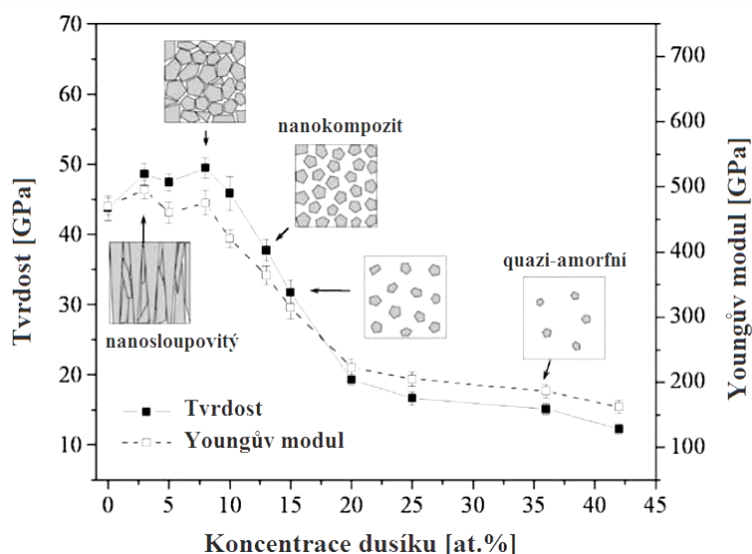 70
60
50
40
30
20
10
Tvrdost [GPa]
700
600
500
400
300
200
100
Youngův modul [GPa]
nanokompozit
quazi-amorfní
nanosloupovitý
Tvrdost
Youngův modul
0 5 10 15 20 25 30 35 40 45
Koncentrace dusíku [at.%]